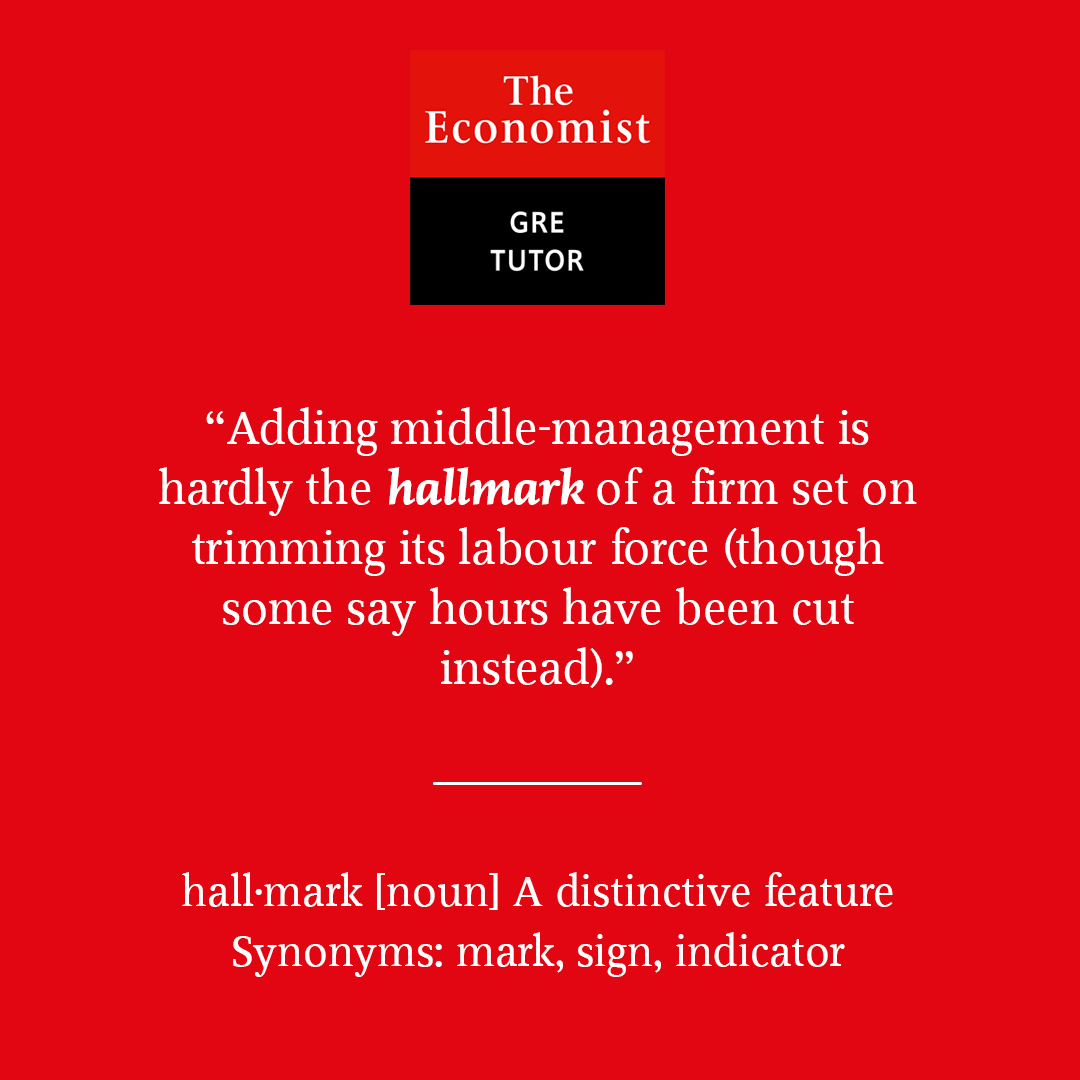 The
Economist
GRE
TUTOR
“Adding middle-management is
hardly the hallmark of a firm set on
trimming its labour force (though
some say hours have been cut
instead).”
hall·mark [noun] A distinctive feature
Synonyms: mark, sign, indicator